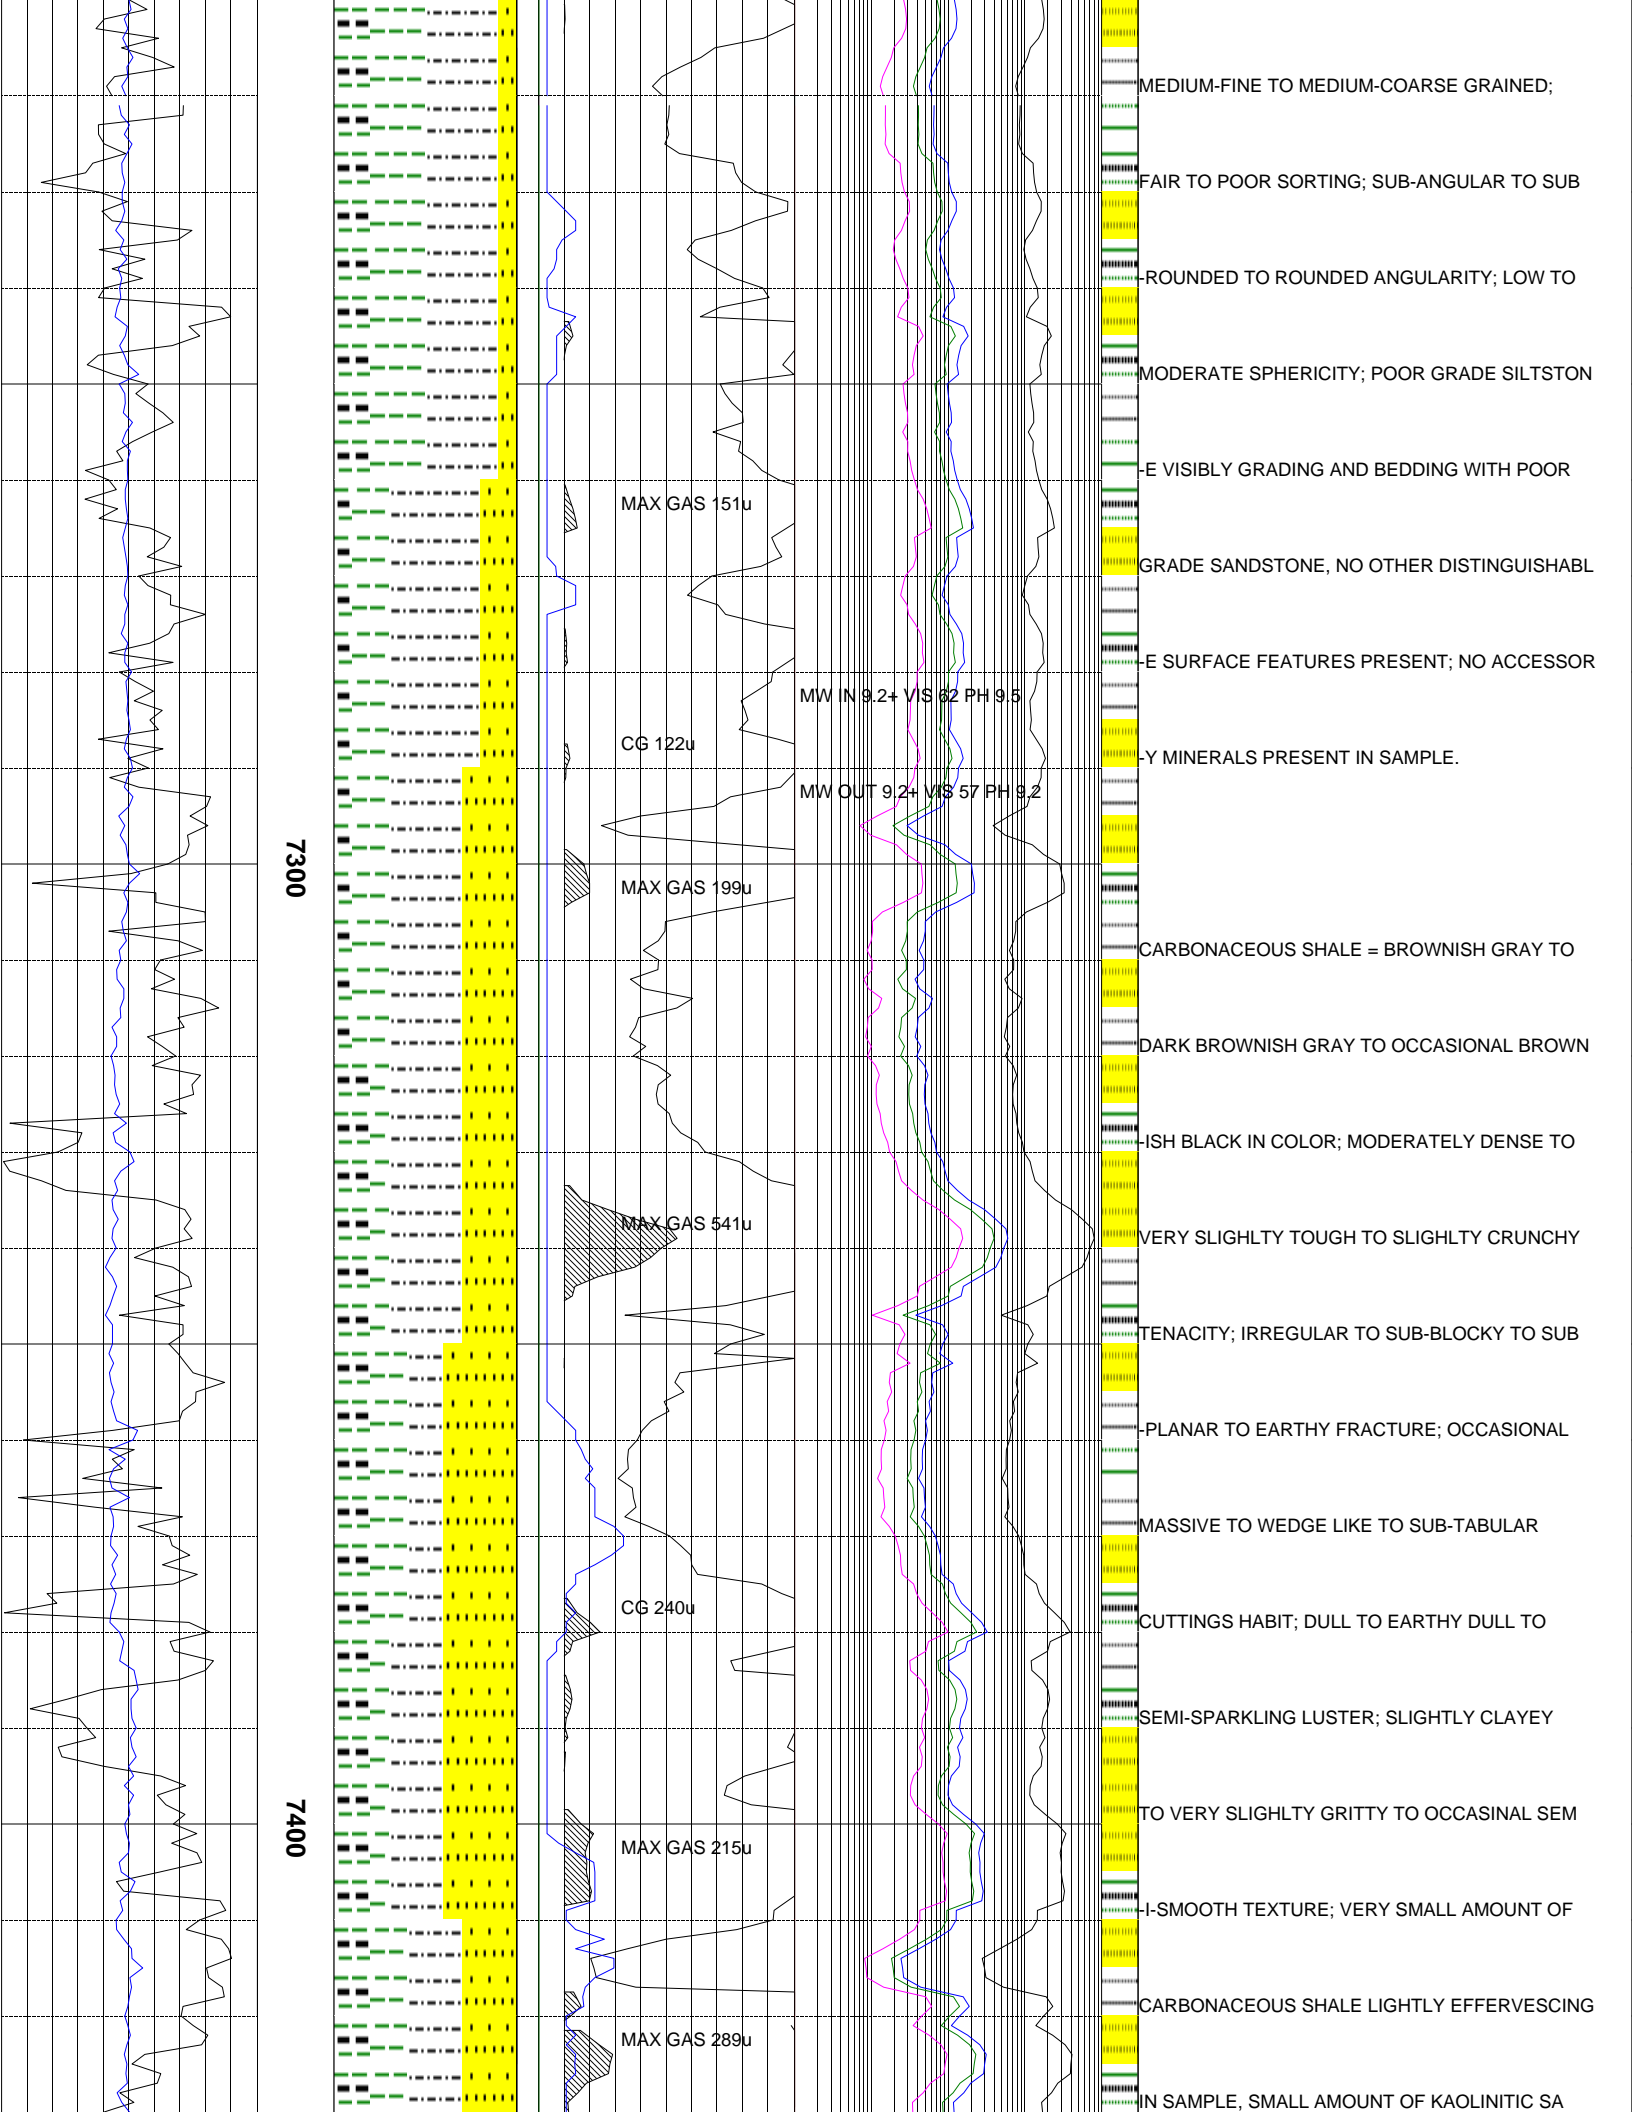 MEDIUM-FINE TO MEDIUM-COARSE GRAINED;
FAIR TO POOR SORTING; SUB-ANGULAR TO SUB
-ROUNDED TO ROUNDED ANGULARITY; LOW TO
MODERATE SPHERICITY; POOR GRADE SILTSTON
-E VISIBLY GRADING AND BEDDING WITH POOR
MAX GAS 151u
GRADE SANDSTONE, NO OTHER DISTINGUISHABL
-E SURFACE FEATURES PRESENT; NO ACCESSOR
MW IN 9.2+ VIS 62 PH 9.5
CG 122u
-Y MINERALS PRESENT IN SAMPLE.
MW OUT 9.2+ VIS 57 PH 9.2
7300
MAX GAS 199u
CARBONACEOUS SHALE = BROWNISH GRAY TO
DARK BROWNISH GRAY TO OCCASIONAL BROWN
-ISH BLACK IN COLOR; MODERATELY DENSE TO
MAX GAS 541u
VERY SLIGHLTY TOUGH TO SLIGHLTY CRUNCHY
TENACITY; IRREGULAR TO SUB-BLOCKY TO SUB
-PLANAR TO EARTHY FRACTURE; OCCASIONAL
MASSIVE TO WEDGE LIKE TO SUB-TABULAR
CG 240u
CUTTINGS HABIT; DULL TO EARTHY DULL TO
SEMI-SPARKLING LUSTER; SLIGHTLY CLAYEY
7400
TO VERY SLIGHLTY GRITTY TO OCCASINAL SEM
MAX GAS 215u
-I-SMOOTH TEXTURE; VERY SMALL AMOUNT OF
CARBONACEOUS SHALE LIGHTLY EFFERVESCING
MAX GAS 289u
IN SAMPLE, SMALL AMOUNT OF KAOLINITIC SA